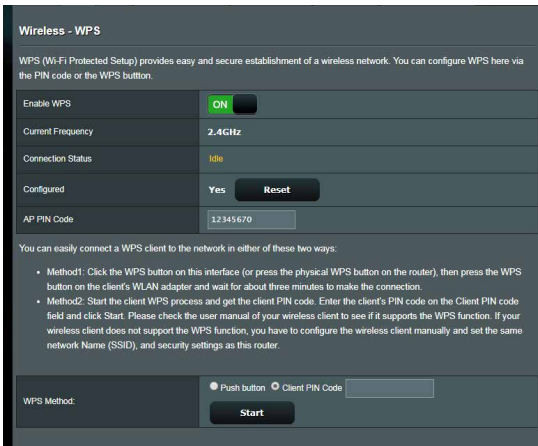 Wireless - WPS
WPS (Wi-Fi Protected Setup) provides easy and secure establishment of a wireless network. You can configure WPS here via
the PIN code or the WPS buttton.
Enable WPS
ON
Current Frequency
2.4GHz
Connection Status
Idle
Configured
Yes
Reset
AP PIN Code
12345670
You can easily connect a WPS client to the network in either of these two ways:
• Method1: Click the WPS button on this interface (or press the physical WPS button on the router), then press the WPS
button on the client's WLAN adapter and wait for about three minutes to make the connection.
• Method2: Start the client WPS process and get the client PIN code. Enter the client's PIN code on the Client PIN code
field and click Start. Please check the user manual of your wireless client to see if it supports the WPS function. If your
wireless client does not support the WPS function, you have to configure the wireless client manually and set the same
network Name (SSID), and security settings as this router.
WPS Method:
Push button
Client PIN Code
Start